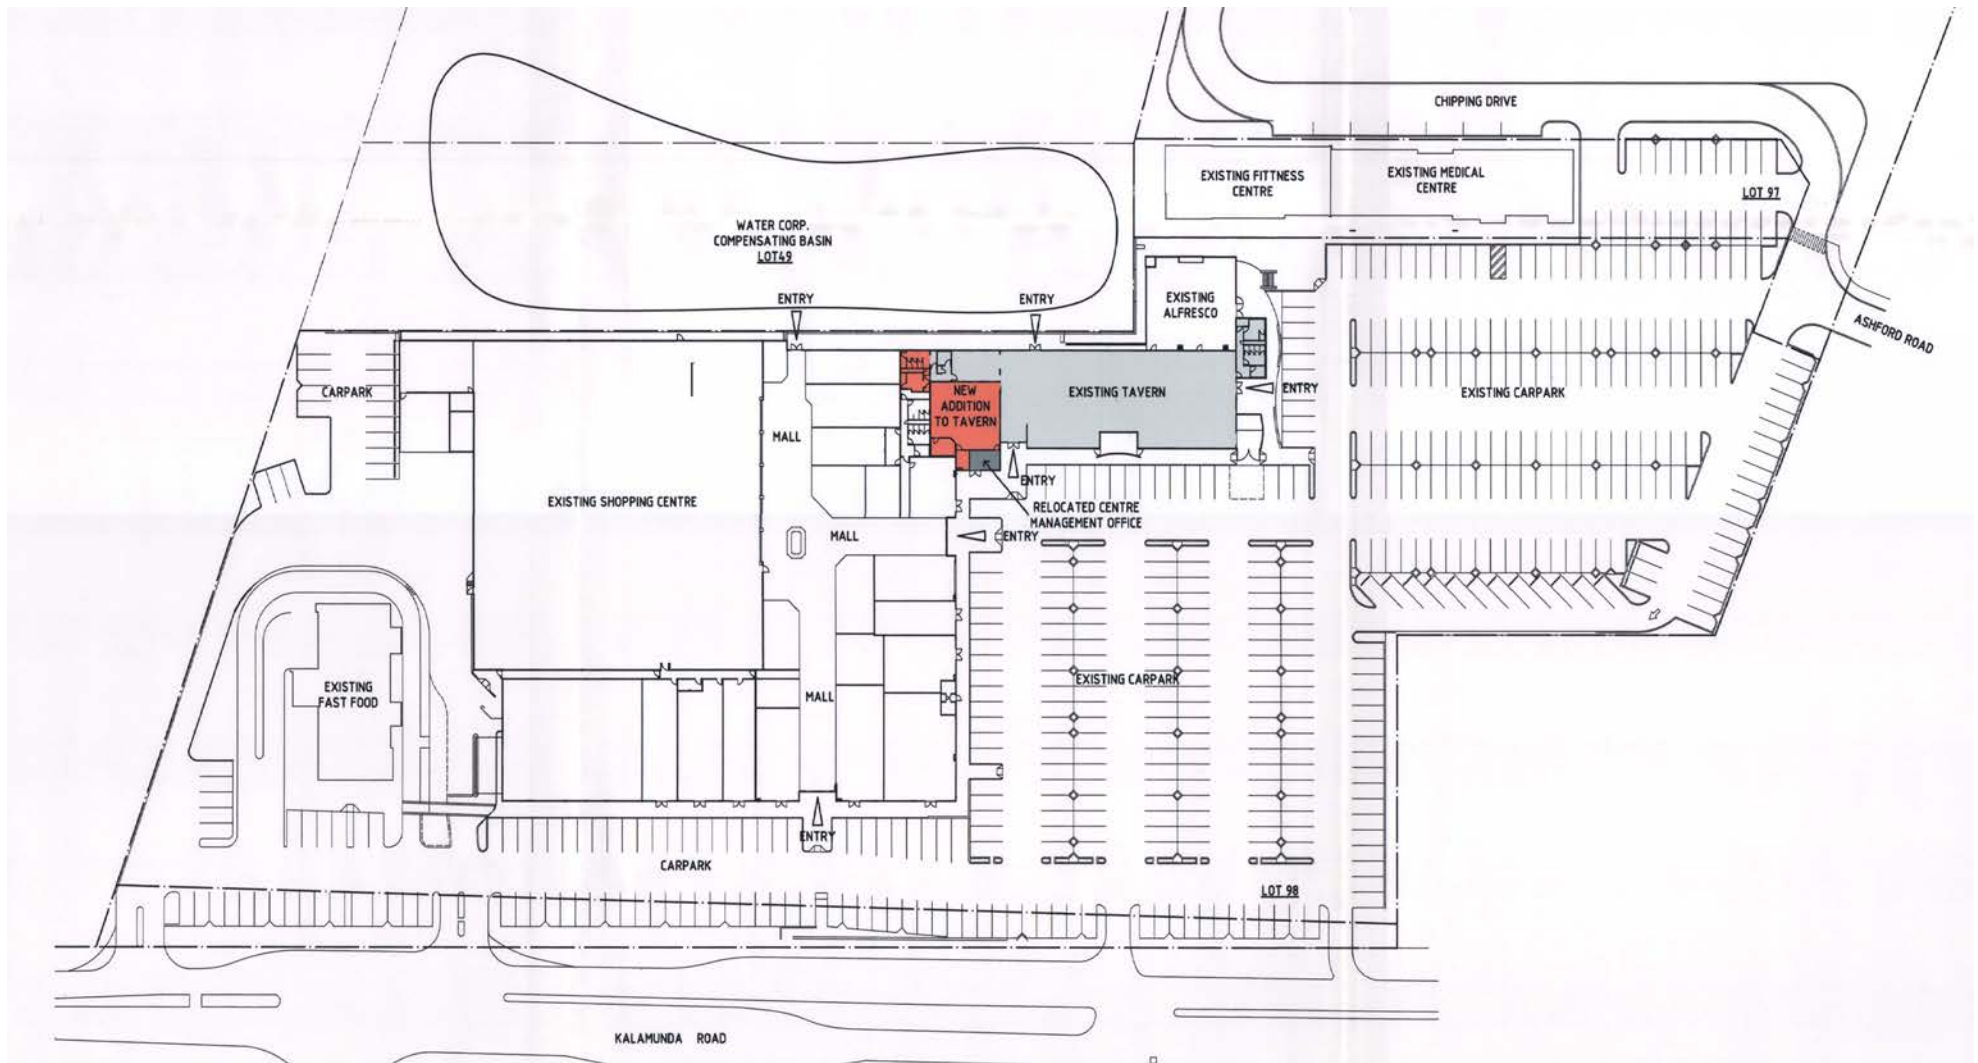 CHIPPING DRIVE
EXISTING FITTNESS
CENTRE
EXISTING MEDICAL
CENTRE
LOT 97
WATER CORP.
COMPENSATING BASIN
LOT49
ENTRY
ENTRY
EXISTING
ALFRESCO
ASHFORD ROAD
CARPARK
NEW
ADDITION
TO TAVERN
EXISTING TAVERN
ENTRY
EXISTING CARPARK
MALL
ENTRY
EXISTING SHOPPING CENTRE
RELOCATED CENTRE
MANAGEMENT OFFICE
MALL
ENTRY
EXISTING
FAST FOOD
MALL
EXISTING CARPARK
ENTRY
CARPARK
LOT 98
KALAMUNDA ROAD